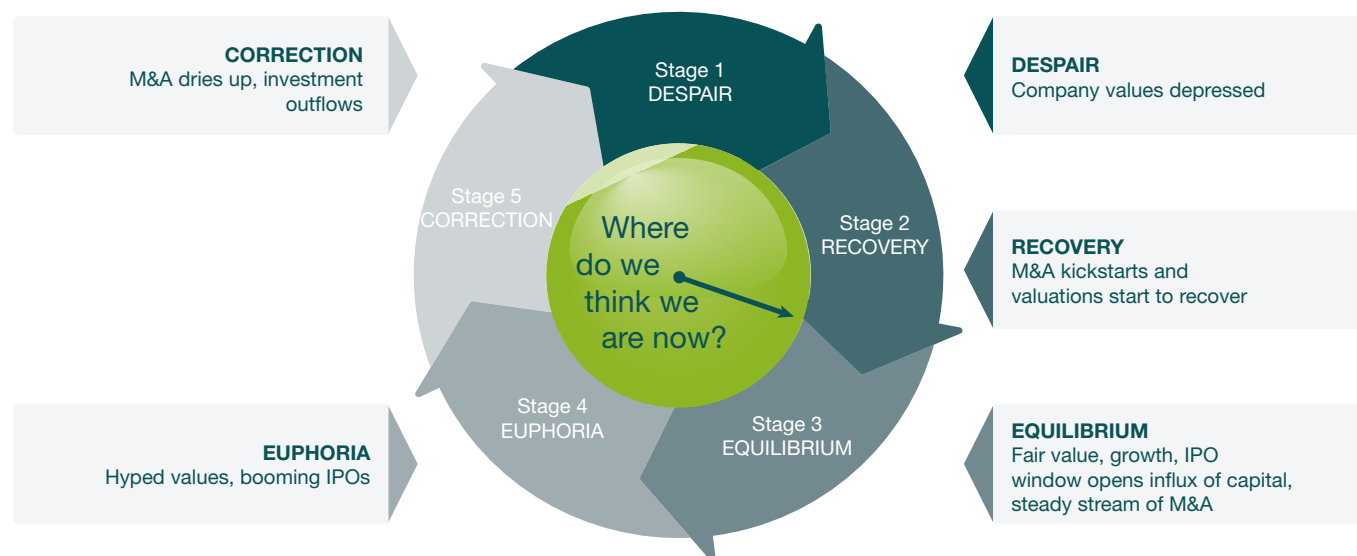 CORRECTION
M&A dries up, investment
outflows
Stage 1
DESPAIR
DESPAIR
Company values depressed
Stage 5
CORRECTION
Stage 2
RECOVERY
RECOVERY
M&A kickstarts and
valuations start to recover
Where
do we
think we
are now?
Stage 4
EUPHORIA
Stage 3
EQUILIBRIUM
EUPHORIA
Hyped values, booming IPOs
EQUILIBRIUM
Fair value, growth, IPO
window opens influx of capital,
steady stream of M&A